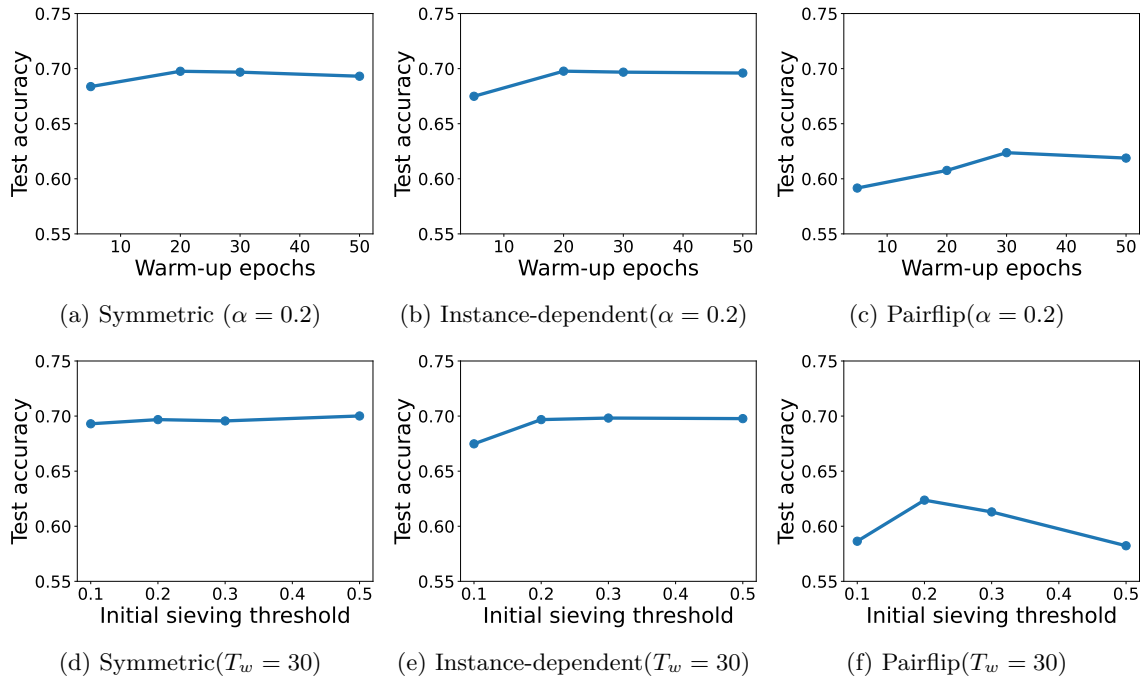 0.75
0.70
0.65
0.60
0.55
Test accuracy
10 20 30 40 50
Warm-up epochs
(a) Symmetric (α = 0.2)
0.75
0.70
0.65
0.60
0.55
Test accuracy
10 20 30 40 50
Warm-up epochs
(b) Instance-dependent(α = 0.2)
0.75
0.70
0.65
0.60
0.55
Test accuracy
10 20 30 40 50
Warm-up epochs
(c) Pairflip(α = 0.2)
0.75
0.70
0.65
0.60
0.55
Test accuracy
0.1 0.2 0.3 0.4 0.5
Initial sieving threshold
(d) Symmetric(T_w = 30)
0.75
0.70
0.65
0.60
0.55
Test accuracy
0.1 0.2 0.3 0.4 0.5
Initial sieving threshold
(e) Instance-dependent(T_w = 30)
0.75
0.70
0.65
0.60
0.55
Test accuracy
0.1 0.2 0.3 0.4 0.5
Initial sieving threshold
(f) Pairflip(T_w = 30)